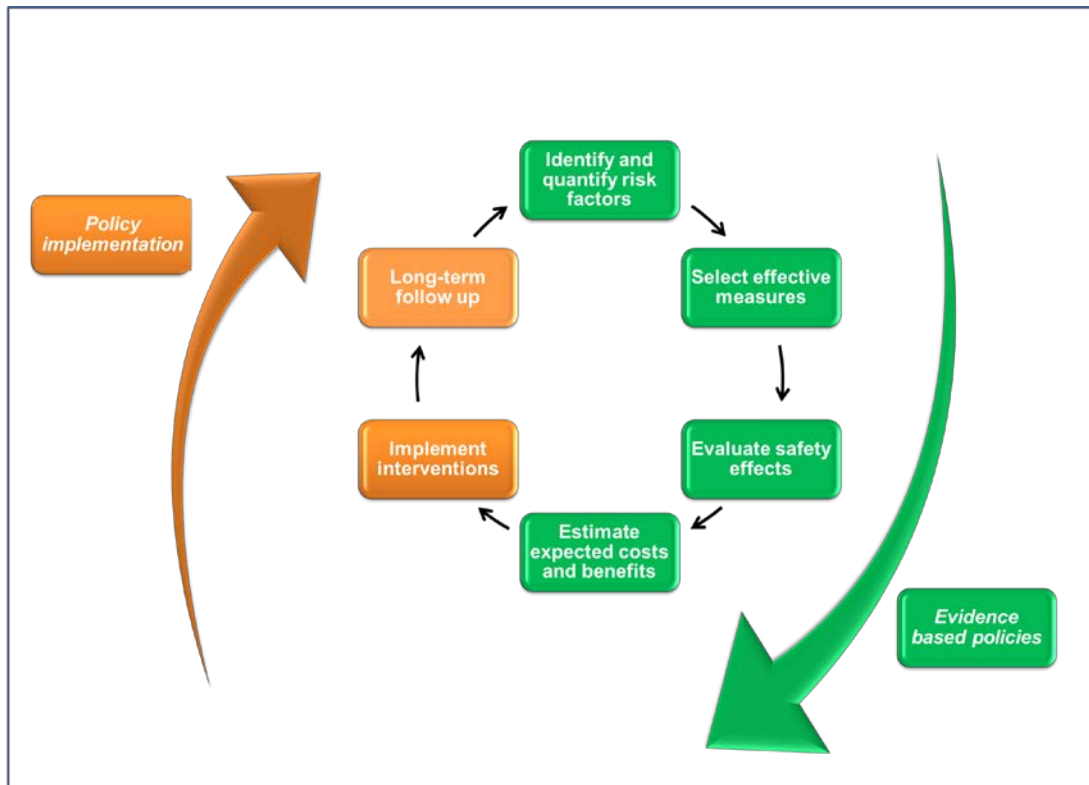 Identify and
quantify risk
factors
Policy
implementation
Long-term
follow up
Select effective
measures
Implement
interventions
Evaluate safety
effects
Estimate
expected costs
and benefits
Evidence
based policies